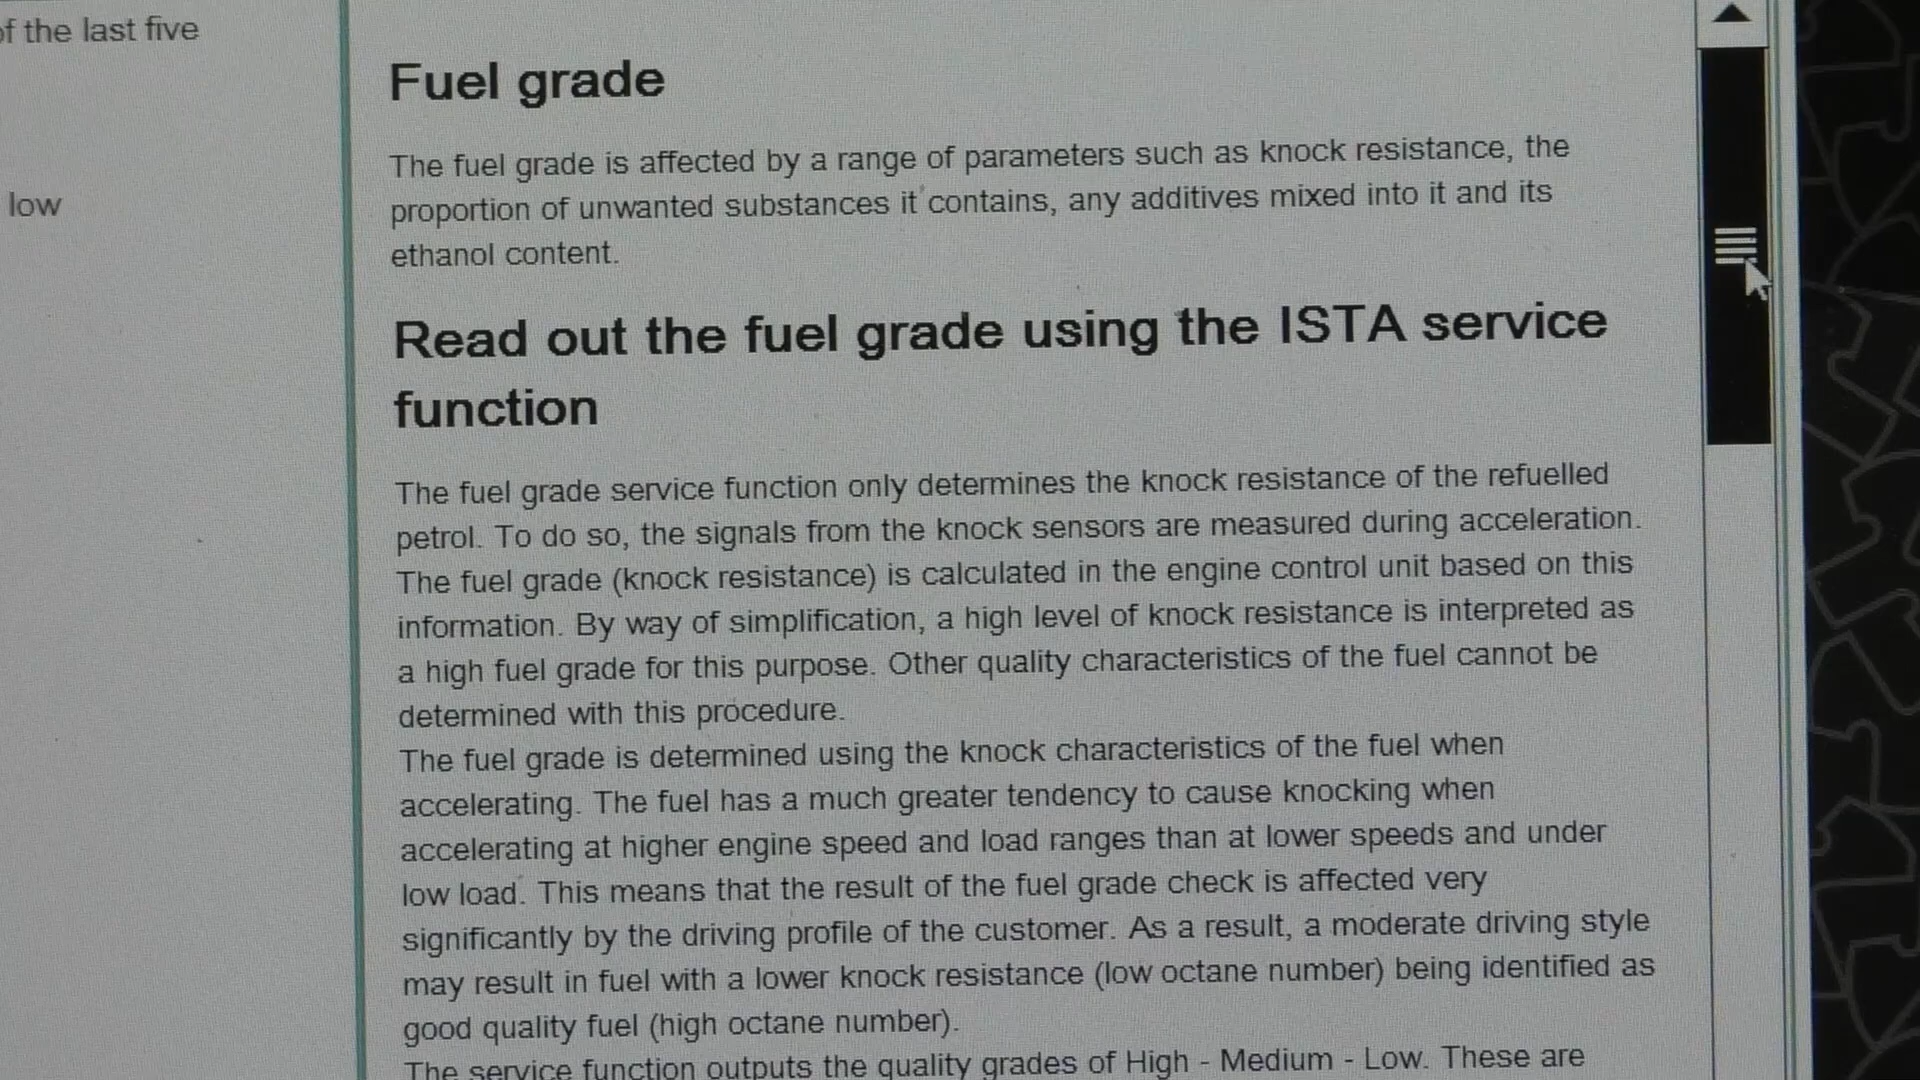 of the last five
low
Fuel grade
The fuel grade is affected by a range of parameters such as knock resistance, the
proportion of unwanted substances it contains, any additives mixed into it and its
ethanol content.
Read out the fuel grade using the ISTA service
function
The fuel grade service function only determines the knock resistance of the refuelled
petrol. To do so, the signals from the knock sensors are measured during acceleration.
The fuel grade (knock resistance) is calculated in the engine control unit based on this
information. By way of simplification, a high level of knock resistance is interpreted as
a high fuel grade for this purpose. Other quality characteristics of the fuel cannot be
determined with this procedure.
The fuel grade is determined using the knock characteristics of the fuel when
accelerating. The fuel has a much greater tendency to cause knocking when
accelerating at higher engine speed and load ranges than at lower speeds and under
low load. This means that the result of the fuel grade check is affected very
significantly by the driving profile of the customer. As a result, a moderate driving style
may result in fuel with a lower knock resistance (low octane number) being identified as
good quality fuel (high octane number).
The service function outputs the quality grades of High - Medium - Low. These are